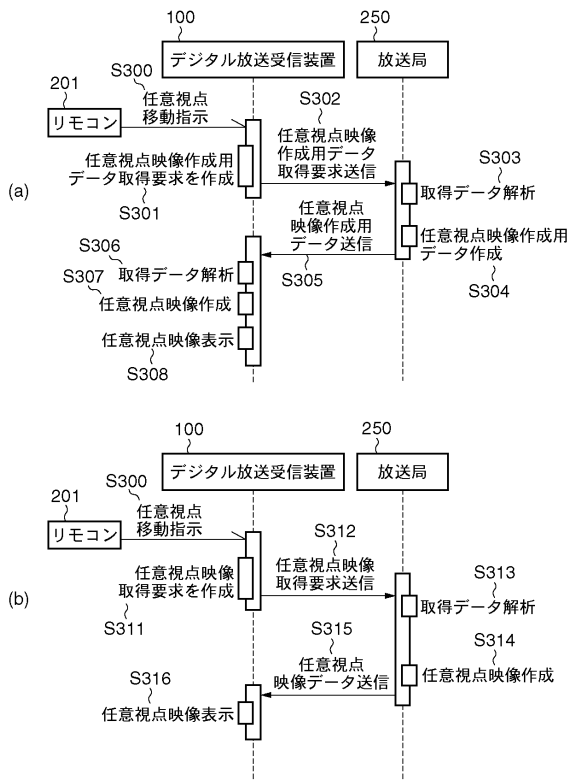 100
250
デジタル放送受信装置
放送局
S300
201
リモコン
任意視点
移動指示
S302
任意視点映像
作成用データ
取得要求送信
(a)
任意視点映像作成用
データ取得要求を作成
S301
S303
取得データ解析
任意視点
映像作成用
データ送信
S305
任意視点映像作成用
データ作成
S304
S306
取得データ解析
S307
任意視点映像作成
任意視点映像表示
S308
100
250
デジタル放送受信装置
放送局
S300
201
リモコン
任意視点
移動指示
S312
任意視点映像
取得要求送信
(b)
任意視点映像
取得要求を作成
S311
S313
取得データ解析
S315
任意視点
映像データ送信
S314
任意視点映像作成
S316
任意視点映像表示